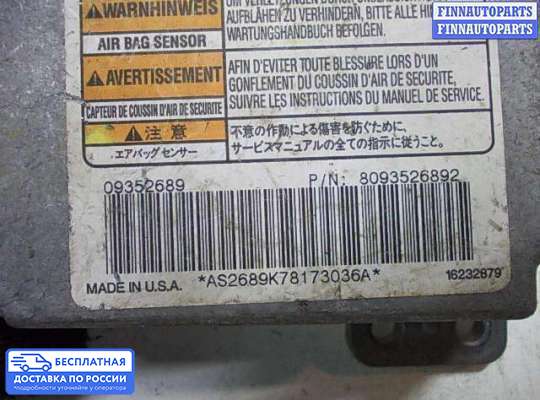 FINNAUTOPARTS
FINNAUTOPARTS
WARNHINWEIS
AIR BAG SENSOR
AUFBLÄHEN ZU VERHINDERN, BITTE ALLE HIN
WARTUNGSHANDBUCH BEFOLGEN.
AVERTISSEMENT
CAPTEUR DE COUSSIN D'AIR DE SECURITE
AFIN D'EVITER TOUTE BLESSURE LORS D'UN
GONFLEMENT DU COUSSIN D'AIR DE SECURITE,
SUIVRE LES INSTRUCTIONS DU MANUEL DE SERVICE.
注意
エアバッグ センサー
不意の作動による傷害を防ぐために、
サービスマニュアルの全ての指示に従うこと。
09352689 P/N: 8093526892
*AS2689K78173036A*
MADE IN U.S.A. 16232879
БЕСПЛАТНАЯ
ДОСТАВКА ПО РОССИИ
*подробности уточняйте у оператора